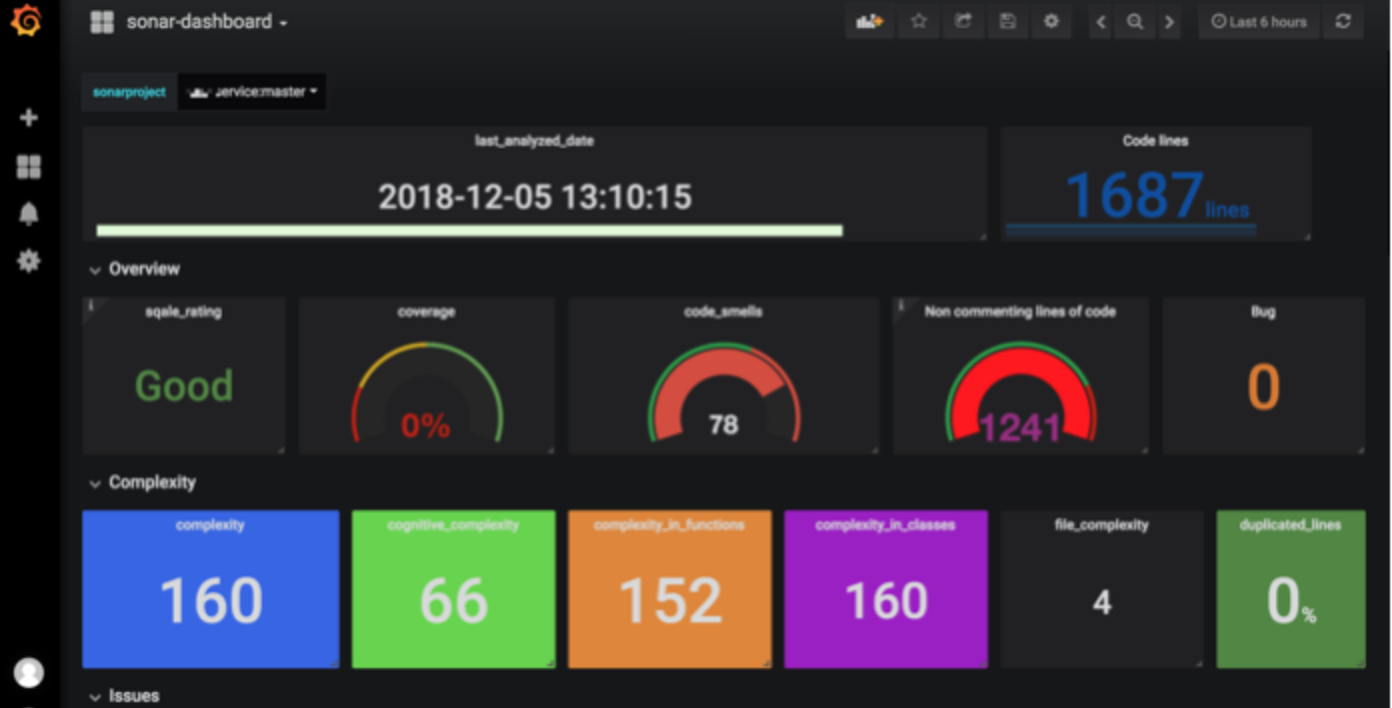 sonar-dashboard
Last 6 hours
sonarproject
ervice:master
last_analyzed_date
Code lines
2018-12-05 13:10:15
1687 lines
Overview
sqale_rating
coverage
code_smells
Non commenting lines of code
Bug
Good
0%
78
1241
0
Complexity
complexity
cognitive_complexity
complexity_in_functions
complexity_in_classes
file_complexity
duplicated_lines
160
66
152
160
4
0%
Issues